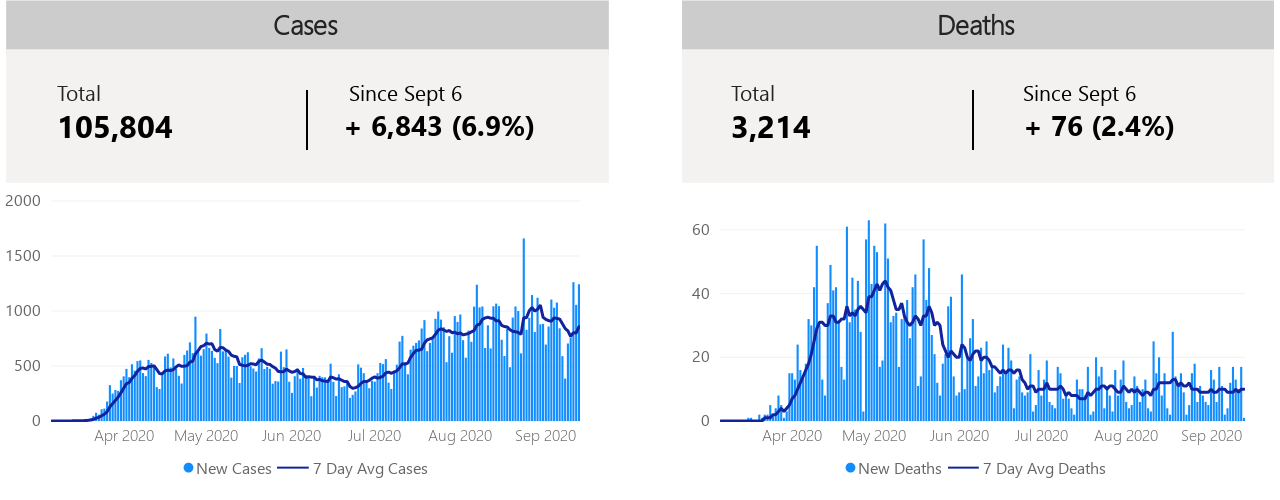 Cases
Total
Since Sept 6
105,804
+ 6,843 (6.9%)
2000
1500
1000
500
0
Apr 2020 May 2020 Jun 2020 Jul 2020 Aug 2020 Sep 2020
New Cases 7 Day Avg Cases
Deaths
Total
Since Sept 6
3,214
+ 76 (2.4%)
60
40
20
0
Apr 2020 May 2020 Jun 2020 Jul 2020 Aug 2020 Sep 2020
New Deaths 7 Day Avg Deaths